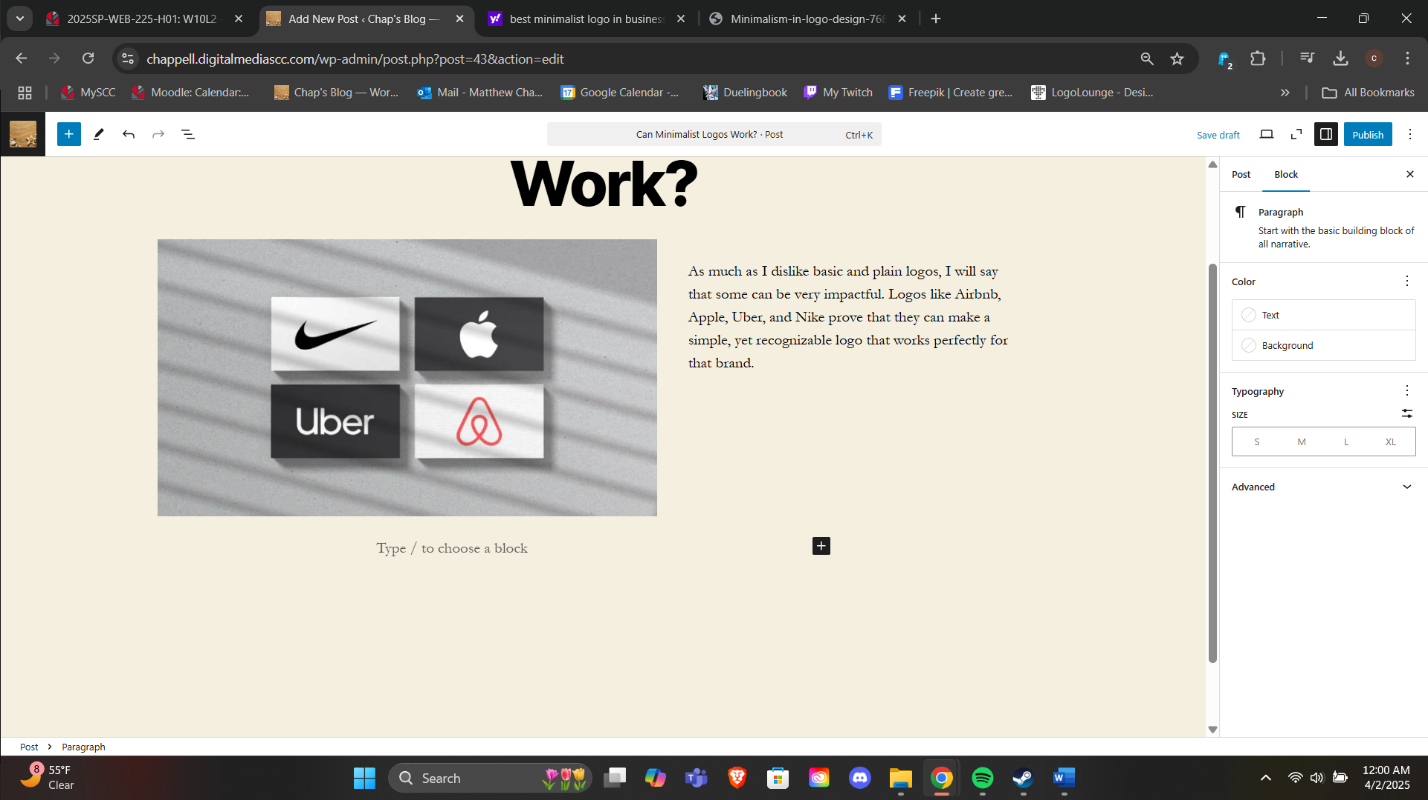 2025SP-WEB-225-H01: W10L2
Add New Post ‹ Chap's Blog —
best minimalist logo in business
Minimalism-in-logo-design-768
chappell.digitalmediascc.com/wp-admin/post.php?post=43&action=edit
2
c
MySCC
Moodle: Calendar:...
Chap's Blog — Wor...
Mail - Matthew Cha...
Google Calendar -...
Duelingbook
My Twitch
Freepik | Create gre...
LogoLounge - Desi...
»
All Bookmarks
Can Minimalist Logos Work? · Post
Ctrl+K
Save draft
Publish
Work?
Uber
As much as I dislike basic and plain logos, I will say
that some can be very impactful. Logos like Airbnb,
Apple, Uber, and Nike prove that they can make a
simple, yet recognizable logo that works perfectly for
that brand.
Type / to choose a block
Post
Block
Paragraph
Start with the basic building block of
all narrative.
Color
Text
Background
Typography
SIZE
S M L XL
Advanced
Post > Paragraph
8
55°F
Clear
Search
12:00 AM
4/2/2025